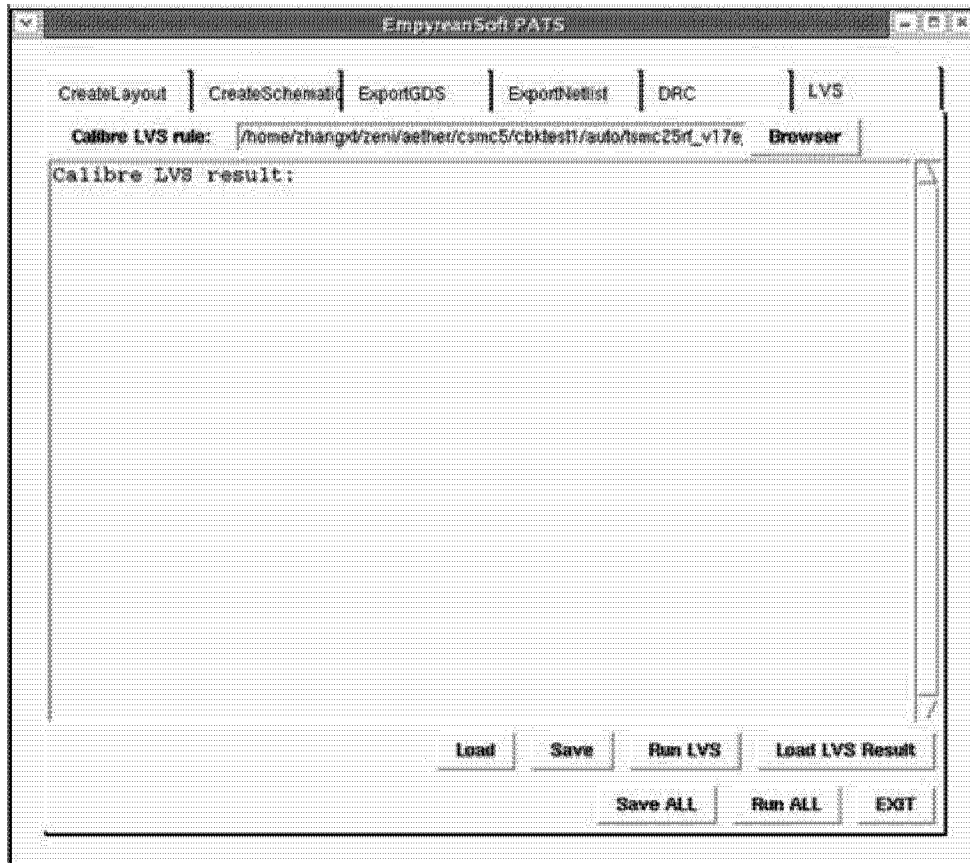 EmpyreanSoft PATS
CreateLayout CreateSchematic ExportGDS ExportNetlist DRC LVS
Calibre LVS rule: /home/zhangxt/zeni/aether/csmc5/cbktest1/auto/tsmc25rf_v17e Browser
Calibre LVS result:
Load Save Run LVS Load LVS Result
Save ALL Run ALL EXIT